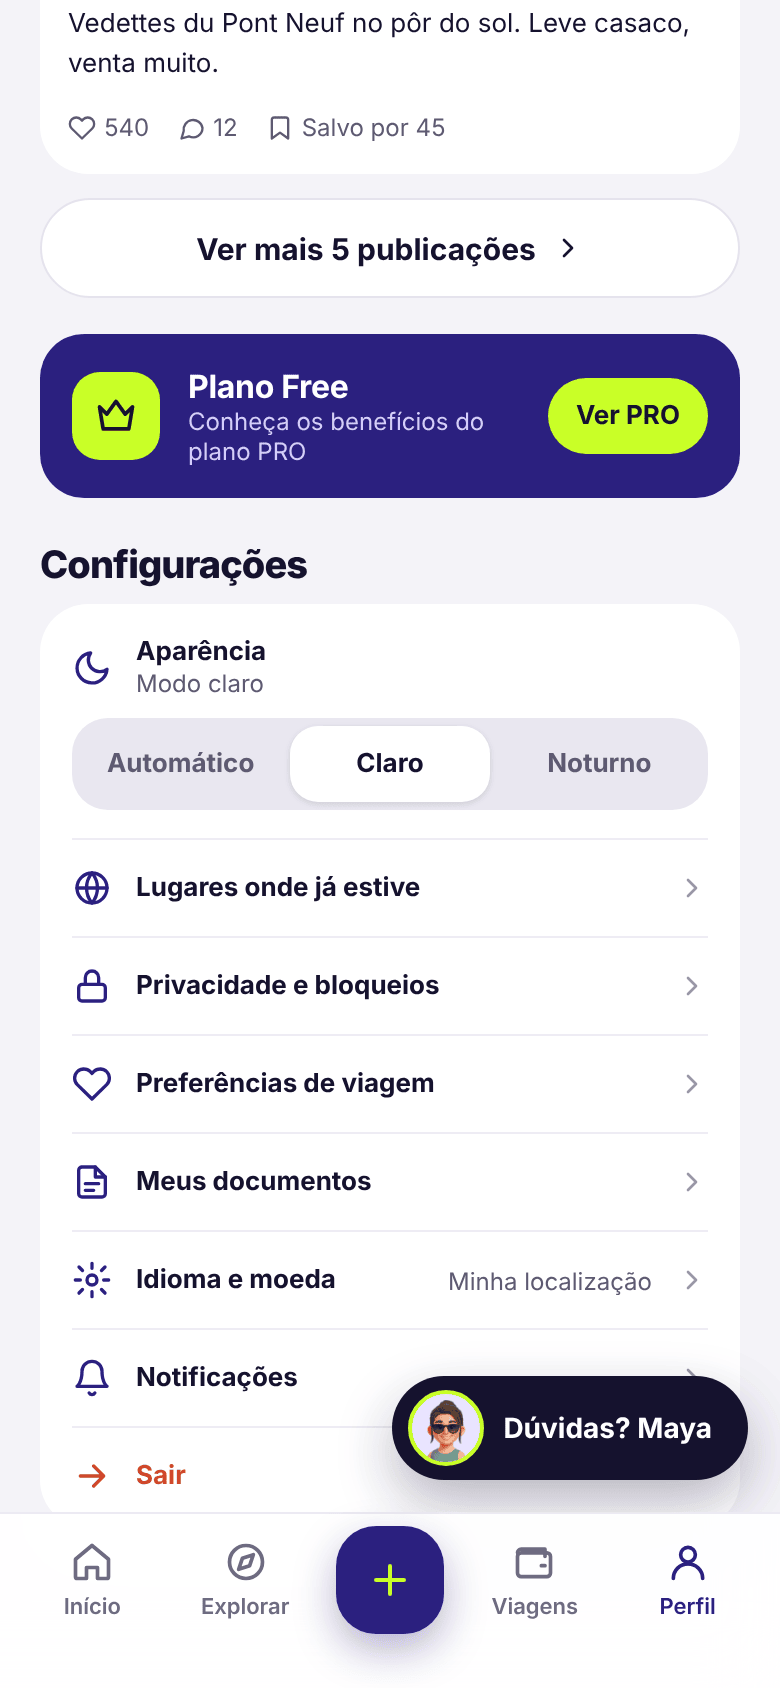 Vedettes du Pont Neuf no pôr do sol. Leve casaco,
venta muito.
540 12 Salvo por 45
Ver mais 5 publicações
Plano Free
Conheça os benefícios do
plano PRO
Ver PRO
Configurações
Aparência
Modo claro
Automático Claro Noturno
Lugares onde já estive
Privacidade e bloqueios
Preferências de viagem
Meus documentos
Idioma e moeda Minha localização
Notificações
Dúvidas? Maya
Sair
Início Explorar Viagens Perfil